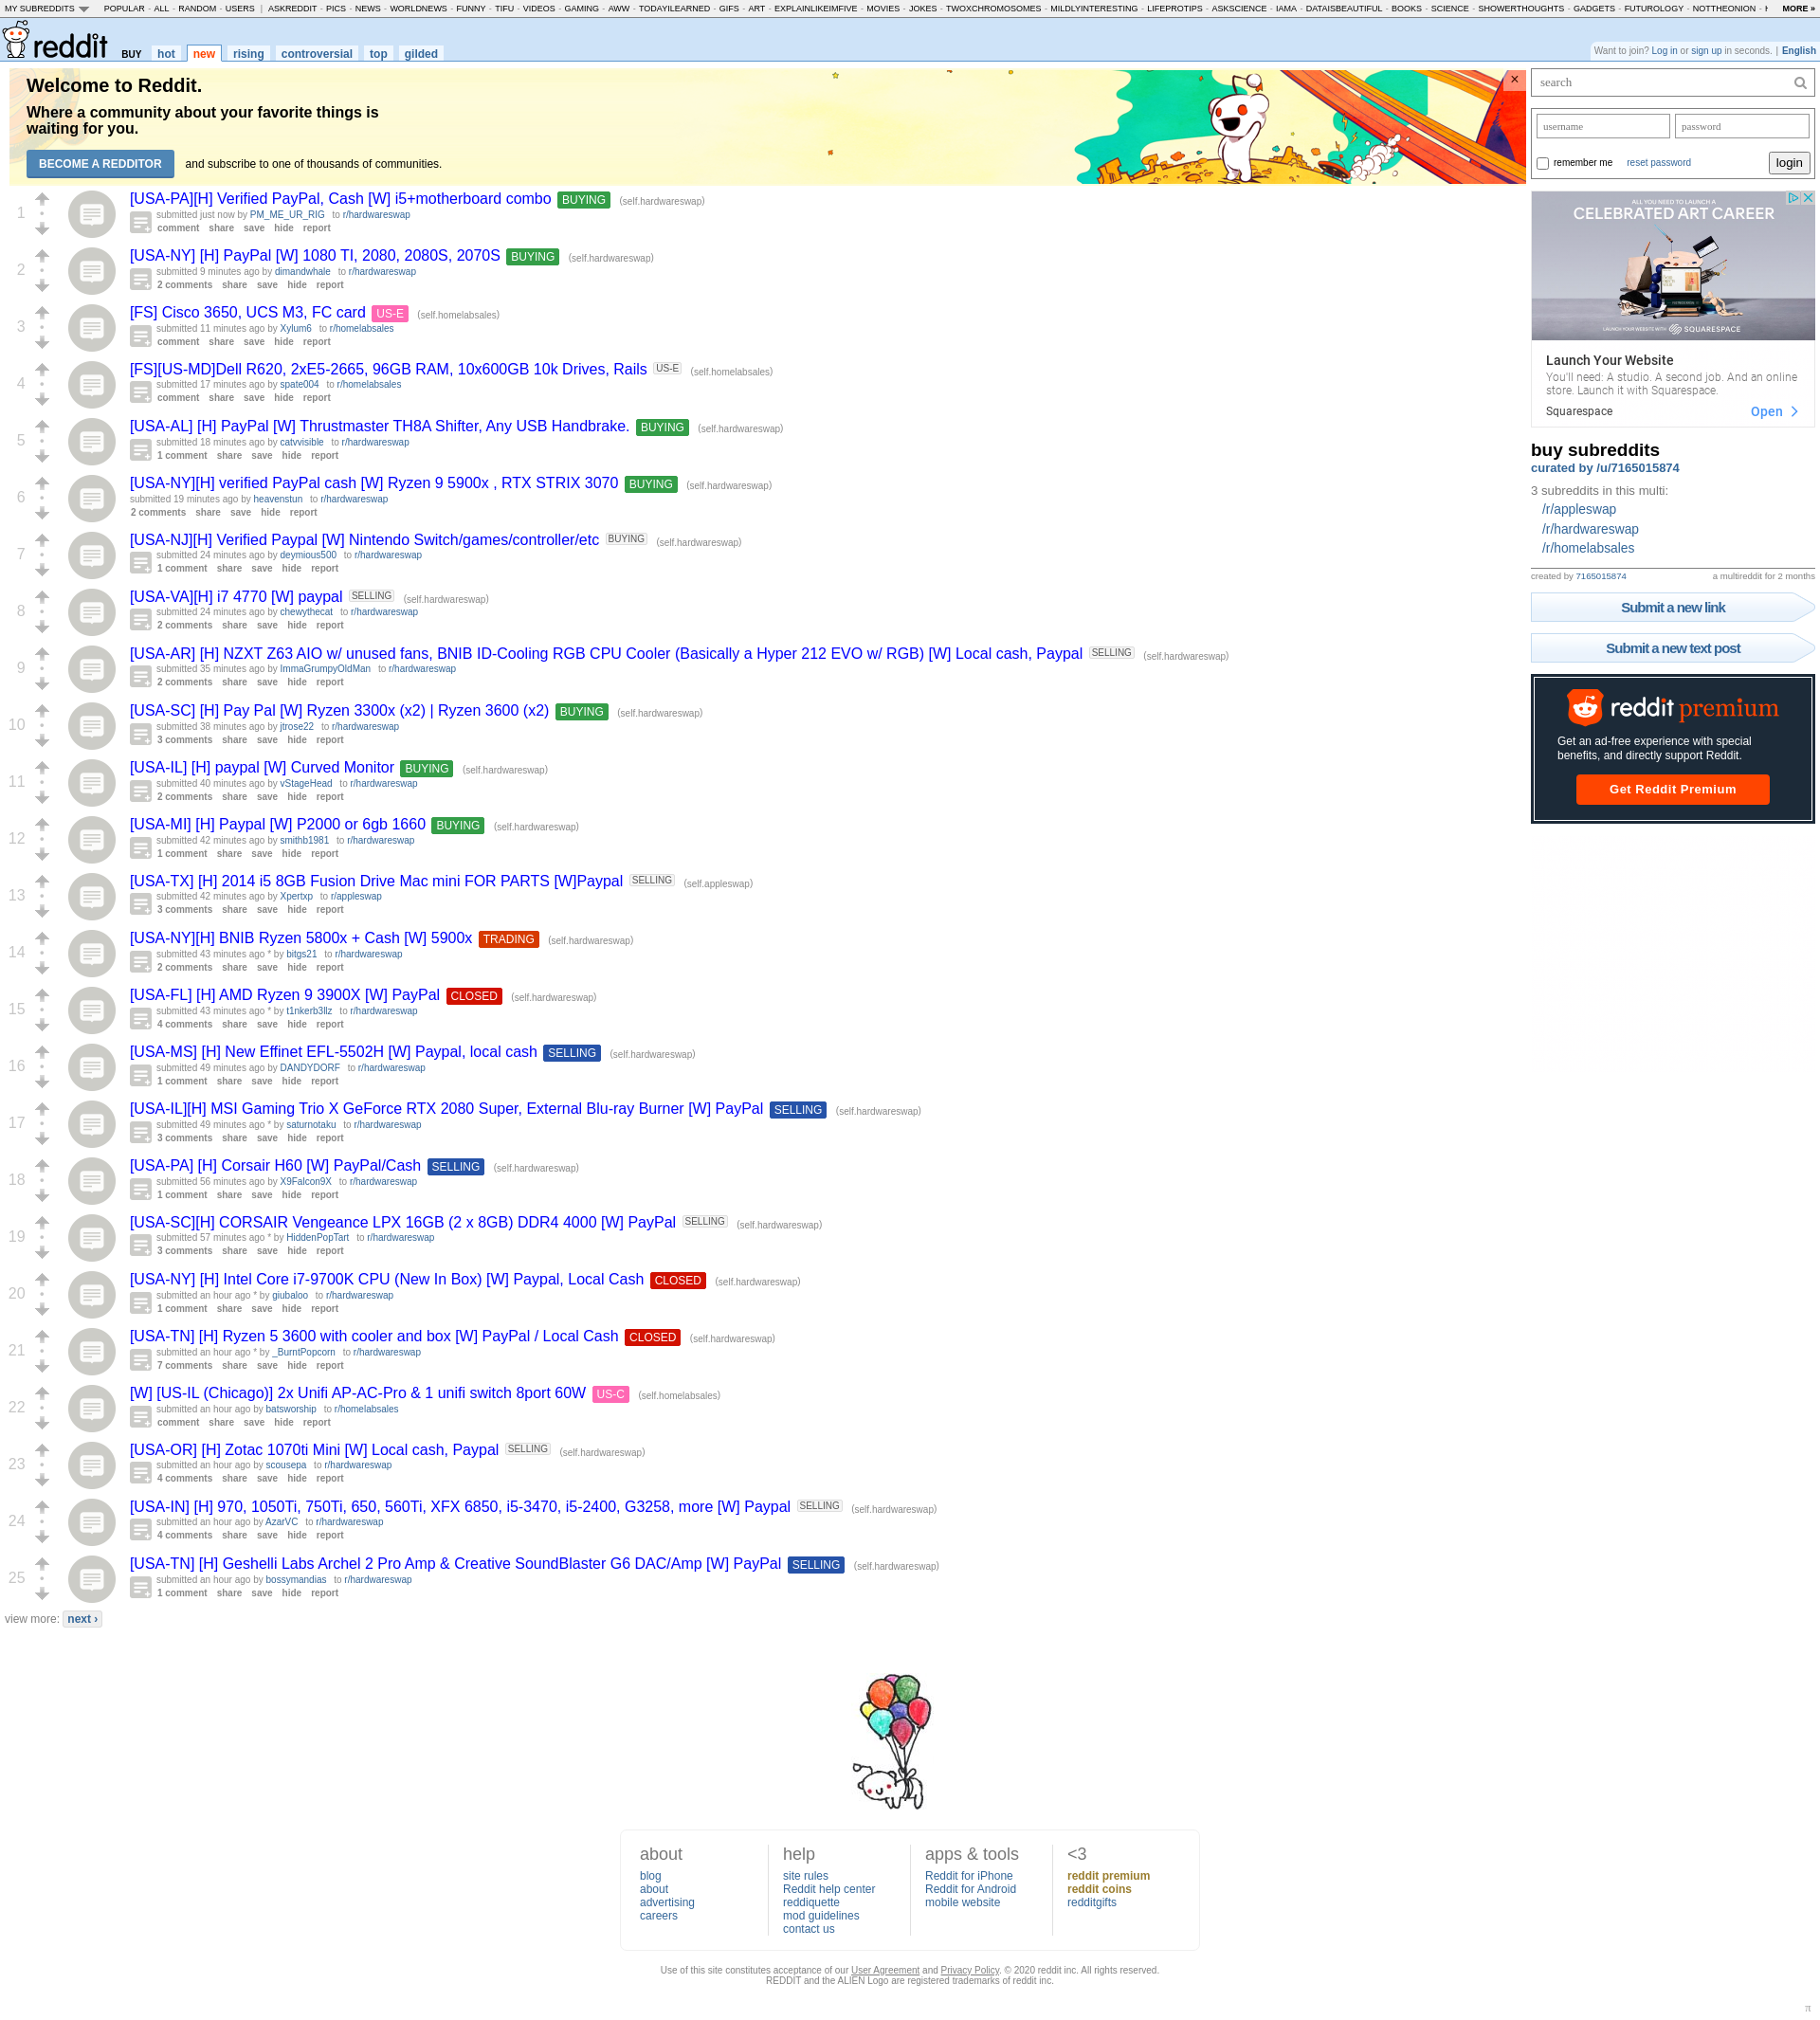 MY SUBREDDITS POPULAR - ALL - RANDOM - USERS | ASKREDDIT - PICS - NEWS - WORLDNEWS - FUNNY - TIFU - VIDEOS - GAMING - AWW - TODAYILEARNED - GIFS - ART - EXPLAINLIKEIMFIVE - MOVIES - JOKES - TWOXCHROMOSOMES - MILDLYINTERESTING - LIFEPROTIPS - ASKSCIENCE - IAMA - DATAISBEAUTIFUL - BOOKS - SCIENCE - SHOWERTHOUGHTS - GADGETS - FUTUROLOGY - NOTTHEONION - MORE »
reddit BUY hot new rising controversial top gilded
Want to join? Log in or sign up in seconds. | English
Welcome to Reddit.
Where a community about your favorite things is
waiting for you.
BECOME A REDDITOR and subscribe to one of thousands of communities.
×
1
[USA-PA][H] Verified PayPal, Cash [W] i5+motherboard combo BUYING (self.hardwareswap)
submitted just now by PM_ME_UR_RIG to r/hardwareswap
comment share save hide report
2
[USA-NY] [H] PayPal [W] 1080 TI, 2080, 2080S, 2070S BUYING (self.hardwareswap)
submitted 9 minutes ago by dimandwhale to r/hardwareswap
2 comments share save hide report
3
[FS] Cisco 3650, UCS M3, FC card US-E (self.homelabsales)
submitted 11 minutes ago by Xylum6 to r/homelabsales
comment share save hide report
4
[FS][US-MD]Dell R620, 2xE5-2665, 96GB RAM, 10x600GB 10k Drives, Rails US-E (self.homelabsales)
submitted 17 minutes ago by spate004 to r/homelabsales
comment share save hide report
5
[USA-AL] [H] PayPal [W] Thrustmaster TH8A Shifter, Any USB Handbrake. BUYING (self.hardwareswap)
submitted 18 minutes ago by catvvisible to r/hardwareswap
1 comment share save hide report
6
[USA-NY][H] verified PayPal cash [W] Ryzen 9 5900x , RTX STRIX 3070 BUYING (self.hardwareswap)
submitted 19 minutes ago by heavenstun to r/hardwareswap
2 comments share save hide report
7
[USA-NJ][H] Verified Paypal [W] Nintendo Switch/games/controller/etc BUYING (self.hardwareswap)
submitted 24 minutes ago by deymious500 to r/hardwareswap
1 comment share save hide report
8
[USA-VA][H] i7 4770 [W] paypal SELLING (self.hardwareswap)
submitted 24 minutes ago by chewythecat to r/hardwareswap
2 comments share save hide report
9
[USA-AR] [H] NZXT Z63 AIO w/ unused fans, BNIB ID-Cooling RGB CPU Cooler (Basically a Hyper 212 EVO w/ RGB) [W] Local cash, Paypal SELLING (self.hardwareswap)
submitted 35 minutes ago by ImmaGrumpyOldMan to r/hardwareswap
2 comments share save hide report
10
[USA-SC] [H] Pay Pal [W] Ryzen 3300x (x2) | Ryzen 3600 (x2) BUYING (self.hardwareswap)
submitted 38 minutes ago by jtrose22 to r/hardwareswap
3 comments share save hide report
11
[USA-IL] [H] paypal [W] Curved Monitor BUYING (self.hardwareswap)
submitted 40 minutes ago by vStageHead to r/hardwareswap
2 comments share save hide report
12
[USA-MI] [H] Paypal [W] P2000 or 6gb 1660 BUYING (self.hardwareswap)
submitted 42 minutes ago by smithb1981 to r/hardwareswap
1 comment share save hide report
13
[USA-TX] [H] 2014 i5 8GB Fusion Drive Mac mini FOR PARTS [W]Paypal SELLING (self.appleswap)
submitted 42 minutes ago by Xpertxp to r/appleswap
3 comments share save hide report
14
[USA-NY][H] BNIB Ryzen 5800x + Cash [W] 5900x TRADING (self.hardwareswap)
submitted 43 minutes ago * by bitgs21 to r/hardwareswap
2 comments share save hide report
15
[USA-FL] [H] AMD Ryzen 9 3900X [W] PayPal CLOSED (self.hardwareswap)
submitted 43 minutes ago * by t1nkerb3llz to r/hardwareswap
4 comments share save hide report
16
[USA-MS] [H] New Effinet EFL-5502H [W] Paypal, local cash SELLING (self.hardwareswap)
submitted 49 minutes ago by DANDYDORF to r/hardwareswap
1 comment share save hide report
17
[USA-IL][H] MSI Gaming Trio X GeForce RTX 2080 Super, External Blu-ray Burner [W] PayPal SELLING (self.hardwareswap)
submitted 49 minutes ago * by saturnotaku to r/hardwareswap
3 comments share save hide report
18
[USA-PA] [H] Corsair H60 [W] PayPal/Cash SELLING (self.hardwareswap)
submitted 56 minutes ago by X9Falcon9X to r/hardwareswap
1 comment share save hide report
19
[USA-SC][H] CORSAIR Vengeance LPX 16GB (2 x 8GB) DDR4 4000 [W] PayPal SELLING (self.hardwareswap)
submitted 57 minutes ago * by HiddenPopTart to r/hardwareswap
3 comments share save hide report
20
[USA-NY] [H] Intel Core i7-9700K CPU (New In Box) [W] Paypal, Local Cash CLOSED (self.hardwareswap)
submitted an hour ago * by giubaloo to r/hardwareswap
1 comment share save hide report
21
[USA-TN] [H] Ryzen 5 3600 with cooler and box [W] PayPal / Local Cash CLOSED (self.hardwareswap)
submitted an hour ago * by _BurntPopcorn to r/hardwareswap
7 comments share save hide report
22
[W] [US-IL (Chicago)] 2x Unifi AP-AC-Pro & 1 unifi switch 8port 60W US-C (self.homelabsales)
submitted an hour ago by batsworship to r/homelabsales
comment share save hide report
23
[USA-OR] [H] Zotac 1070ti Mini [W] Local cash, Paypal SELLING (self.hardwareswap)
submitted an hour ago by scousepa to r/hardwareswap
4 comments share save hide report
24
[USA-IN] [H] 970, 1050Ti, 750Ti, 650, 560Ti, XFX 6850, i5-3470, i5-2400, G3258, more [W] Paypal SELLING (self.hardwareswap)
submitted an hour ago by AzarVC to r/hardwareswap
4 comments share save hide report
25
[USA-TN] [H] Geshelli Labs Archel 2 Pro Amp & Creative SoundBlaster G6 DAC/Amp [W] PayPal SELLING (self.hardwareswap)
submitted an hour ago by bossymandias to r/hardwareswap
1 comment share save hide report
view more: next ›
search
username password
remember me reset password login
ALL YOU NEED TO LAUNCH A
CELEBRATED ART CAREER
LAUNCH YOUR WEBSITE WITH SQUARESPACE
Launch Your Website
You'll need: A studio. A second job. And an online
store. Launch it with Squarespace.
Squarespace Open
buy subreddits
curated by /u/7165015874
3 subreddits in this multi:
/r/appleswap
/r/hardwareswap
/r/homelabsales
created by 7165015874 a multireddit for 2 months
Submit a new link
Submit a new text post
reddit premium
Get an ad-free experience with special
benefits, and directly support Reddit.
Get Reddit Premium
about
blog
about
advertising
careers
help
site rules
Reddit help center
reddiquette
mod guidelines
contact us
apps & tools
Reddit for iPhone
Reddit for Android
mobile website
<3
reddit premium
reddit coins
redditgifts
Use of this site constitutes acceptance of our User Agreement and Privacy Policy. © 2020 reddit inc. All rights reserved.
REDDIT and the ALIEN Logo are registered trademarks of reddit inc.
π